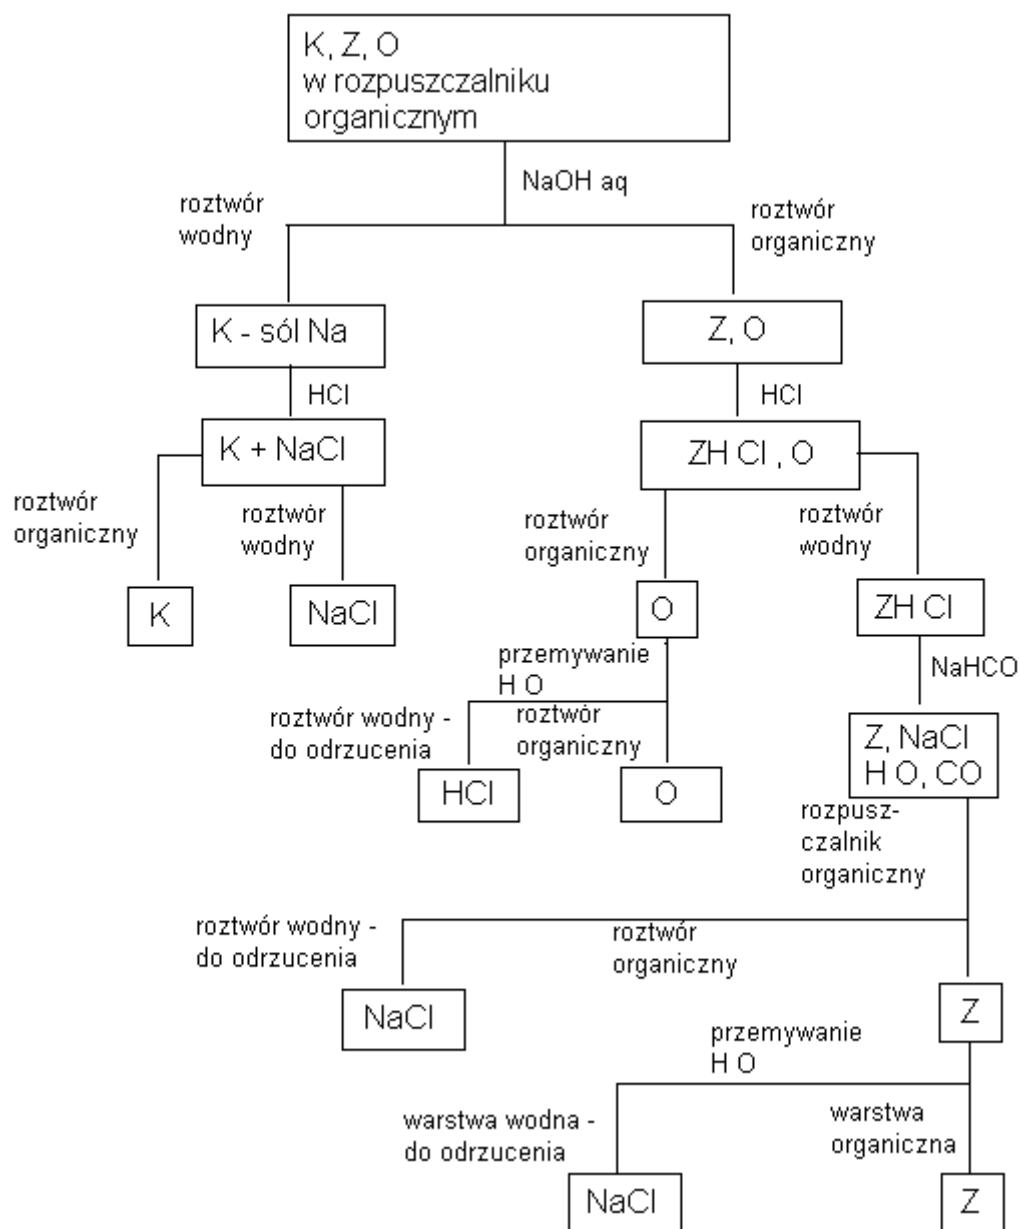 K, Z, O
w rozpuszczalniku
organicznym
NaOH aq
roztwór
wodny
roztwór
organiczny
K - sól Na
Z, O
HCl
HCl
K + NaCl
ZH Cl , O
roztwór
organiczny
roztwór
wodny
roztwór
organiczny
roztwór
wodny
K
NaCl
O
ZH Cl
przemywanie
H O
NaHCO
roztwór wodny -
do odrzucenia
roztwór
organiczny
Z, NaCl
H O, CO
HCl
O
rozpusz-
czalnik
organiczny
roztwór wodny -
do odrzucenia
roztwór
organiczny
NaCl
Z
przemywanie
H O
warstwa wodna -
do odrzucenia
warstwa
organiczna
NaCl
Z